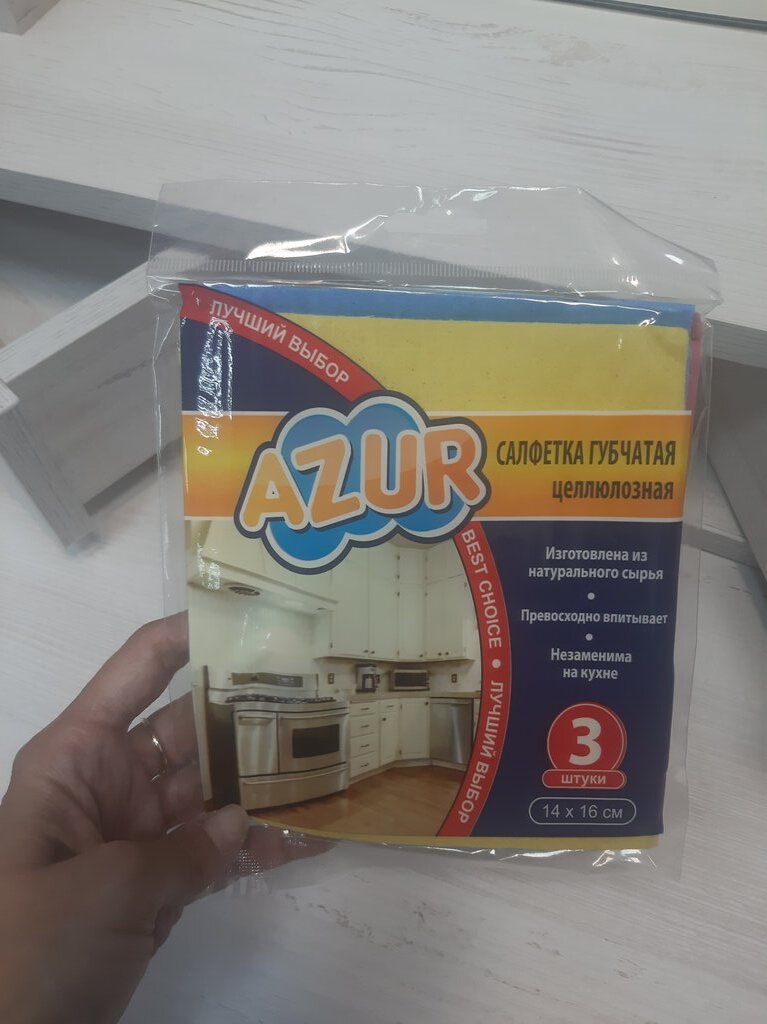 ЛУЧШИЙ ВЫБОР
AZUR
САЛФЕТКА ГУБЧАТАЯ
целлюлозная
BEST CHOICE • ЛУЧШИЙ ВЫБОР
Изготовлена из
натурального сырья
•
Превосходно впитывает
•
Незаменима
на кухне
3
штуки
14 x 16 см